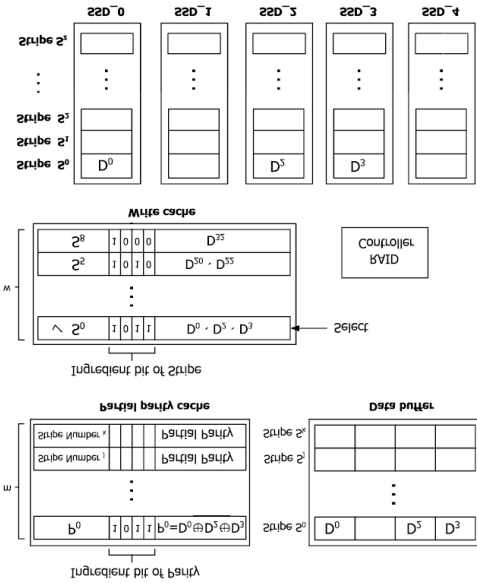 SSD_0 SSD_1 SSD_2 SSD_3 SSD_4
Stripe Sz
Stripe S2
Stripe S1
Stripe S0 D0 D2 D3
Write cache
S8 1 0 0 0 D32
S5 1 0 1 0 D20、D22
✓ S0 1 0 1 1 D0、D2、D3
Select
Ingredient bit of Stripe
w
RAID
Controller
Partial parity cache
Stripe Number k Partial Parity
Stripe Number j Partial Parity
P0 1 0 1 1 P0=D0⊕D2⊕D3
Ingredient bit of Parity
m
Data buffer
Stripe Sk
Stripe Sj
Stripe S0 D0 D2 D3